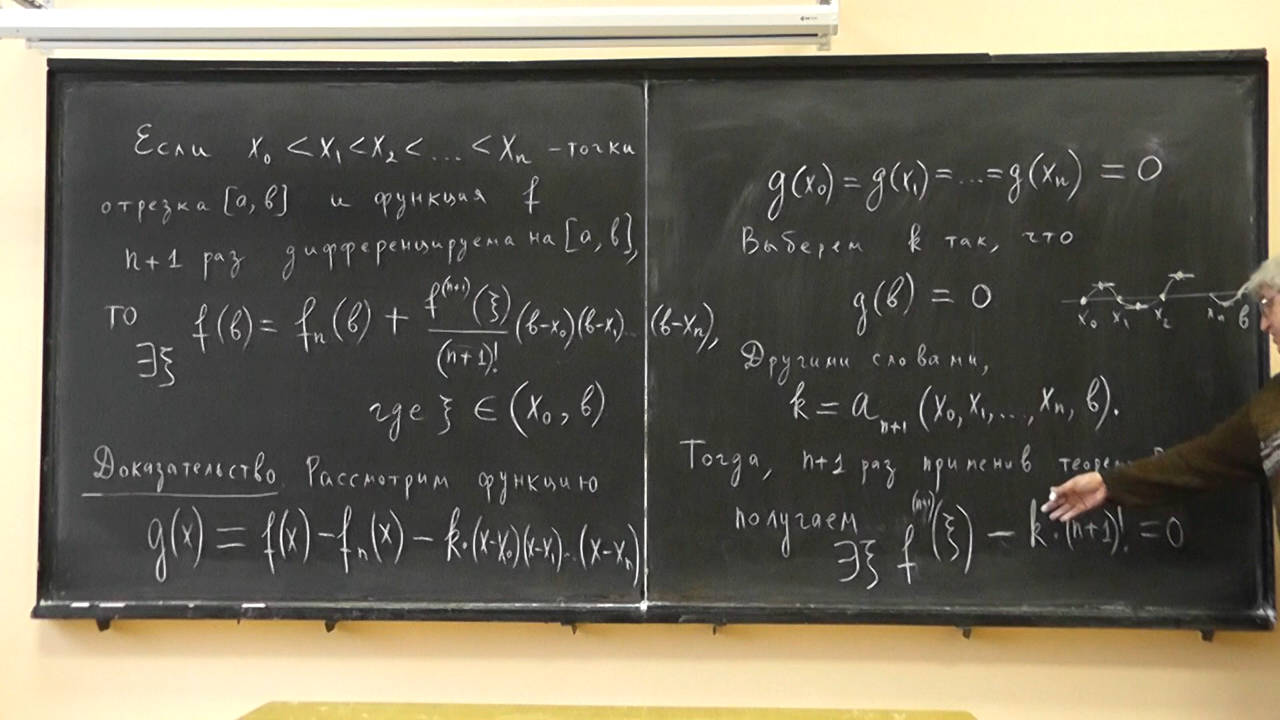 Если x₀ < x₁ < x₂ < ... < xₙ - точки
отрезка [a, b] и функция f
n+1 раз дифференцируема на [a, b],
то ∃ξ f(b) = fₙ(b) + f⁽ⁿ⁺¹⁾(ξ)/(n+1)! (b-x₀)(b-x₁)...(b-xₙ),
где ξ ∈ (x₀, b)
Доказательство. Рассмотрим функцию
g(x) = f(x) - fₙ(x) - k·(x-x₀)(x-x₁)...(x-xₙ)
g(x₀) = g(x₁) = ... = g(xₙ) = 0
Выберем k так, что
g(b) = 0
x₀ x₁ x₂ xₙ b
Другими словами,
k = aₙ₊₁ (x₀, x₁, ..., xₙ, b).
Тогда, n+1 раз применив
получаем
∃ξ f⁽ⁿ⁺¹⁾(ξ) - k·(n+1)! = 0